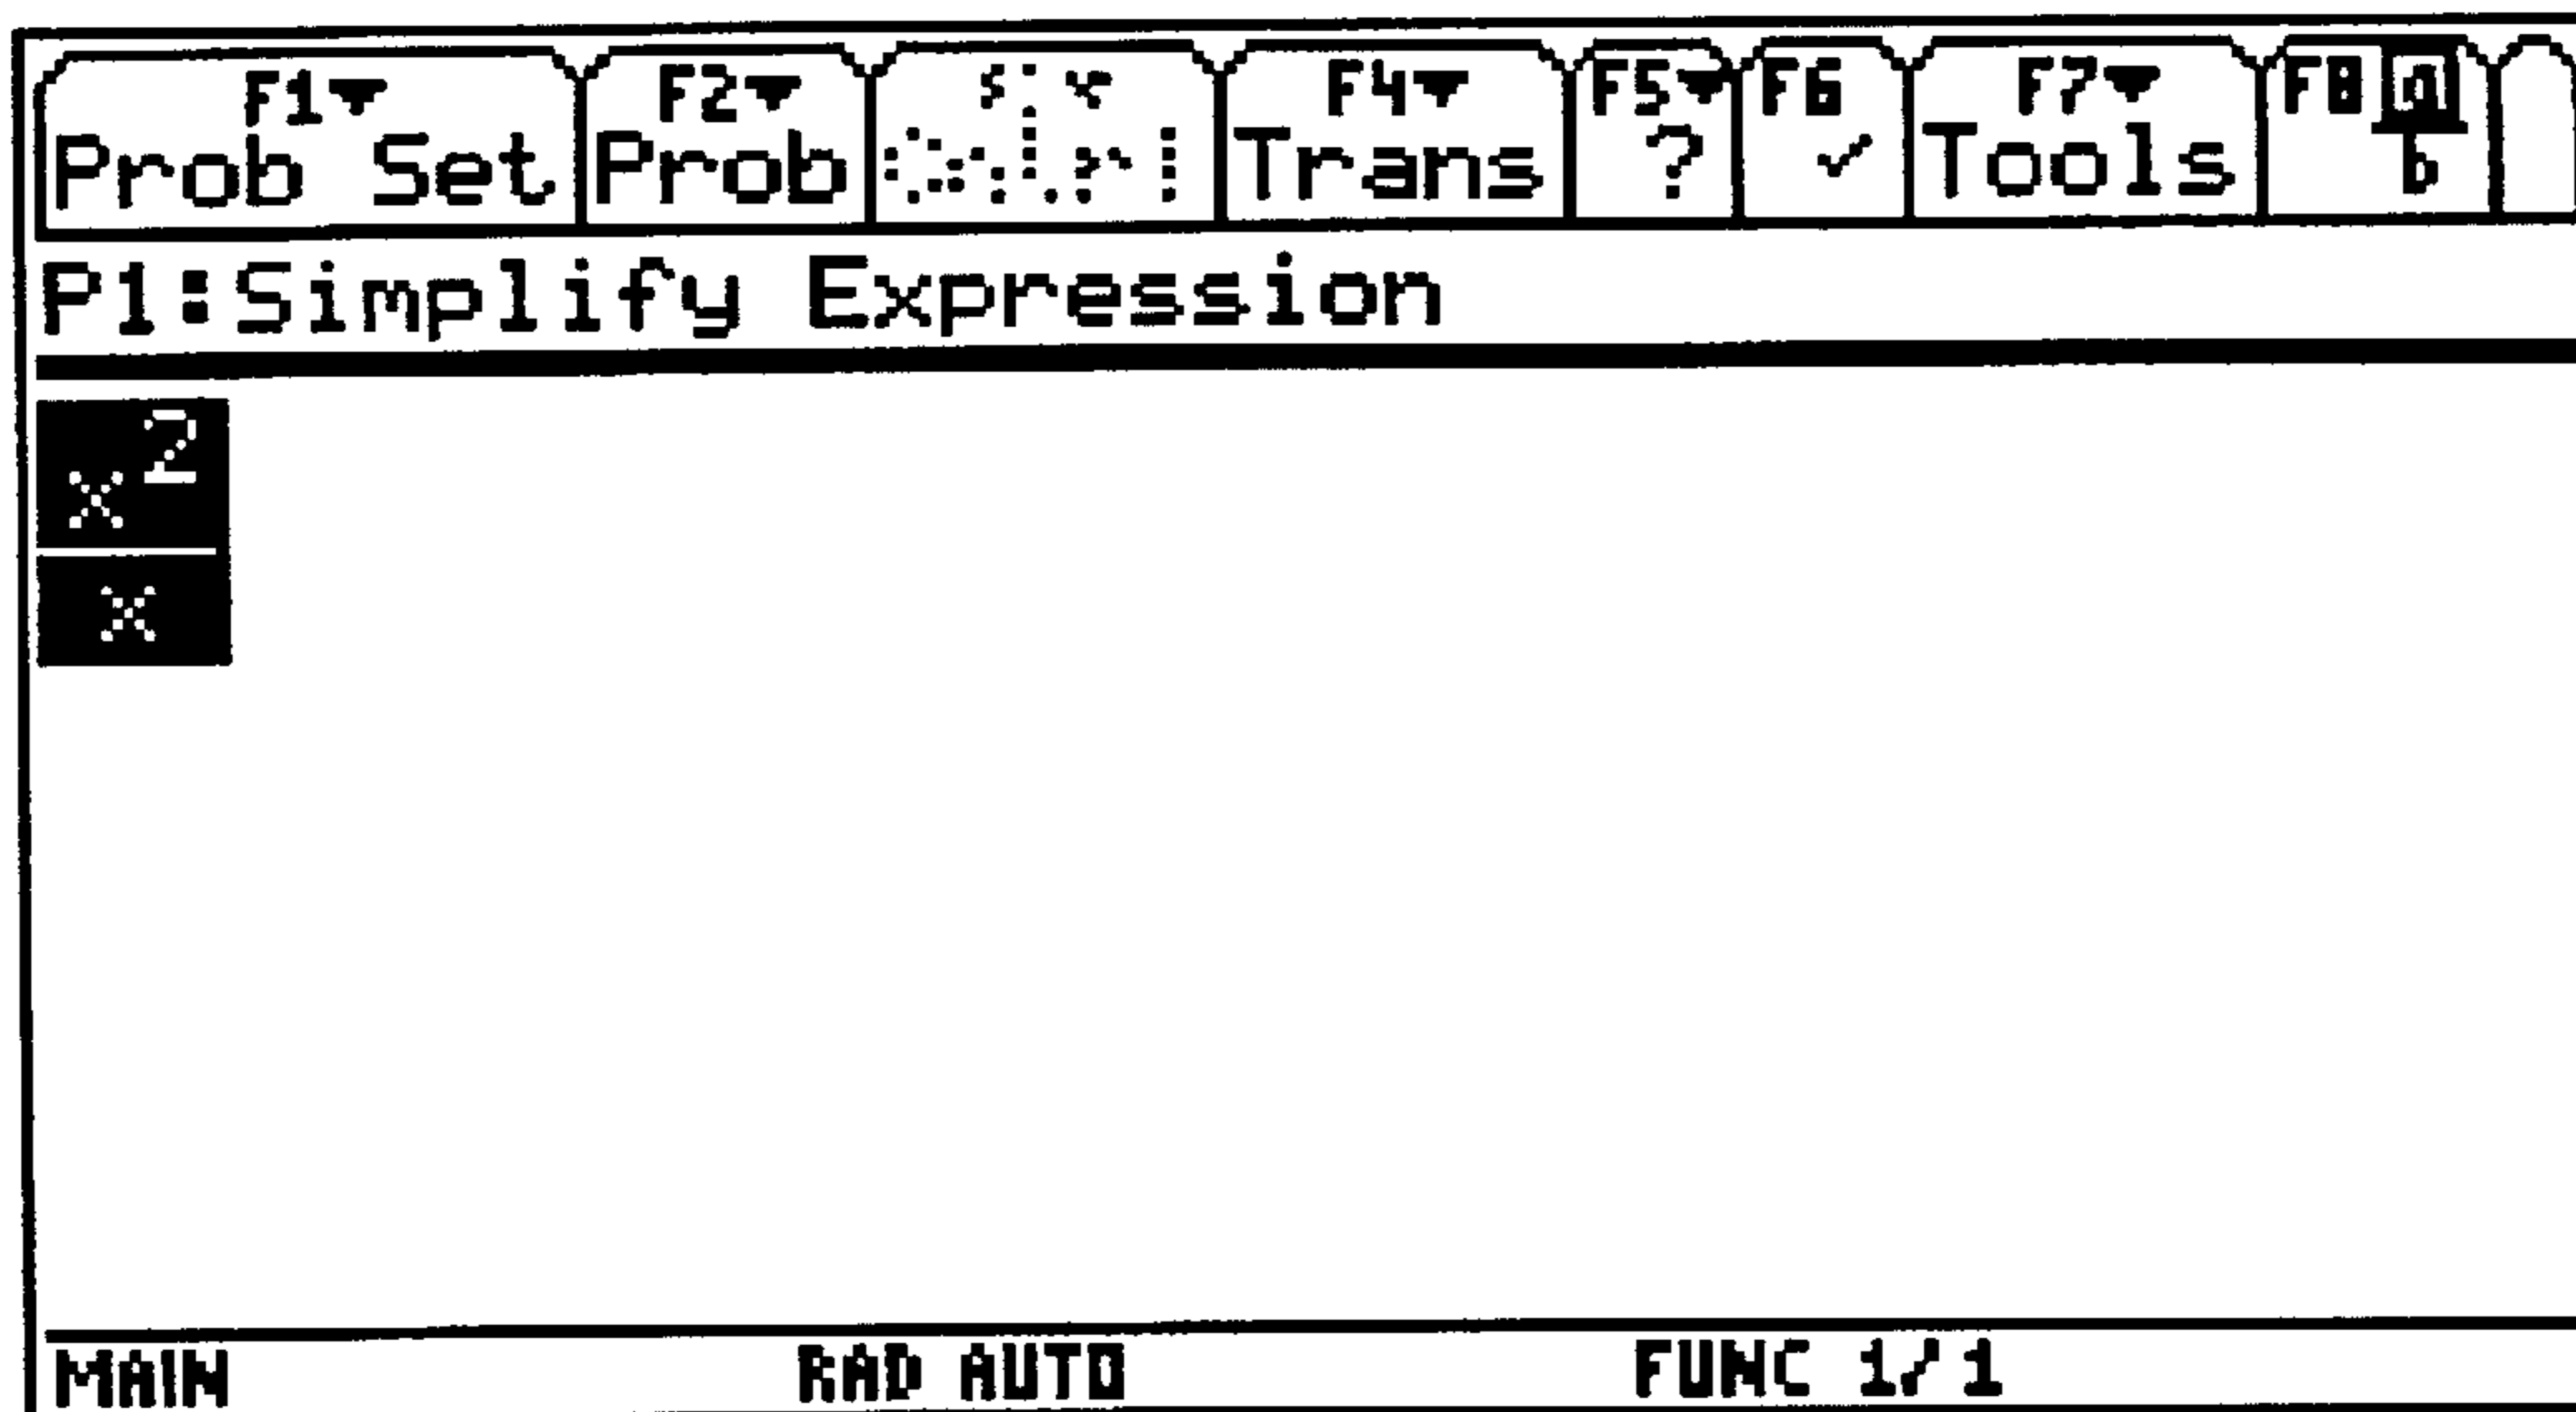 F1 F2 F4 F5 F6 F7 F8 a
Prob Set Prob Trans ? ✓ Tools b
P1:Simplify Expression
x²
x
MAIN RAD AUTO FUNC 1/1